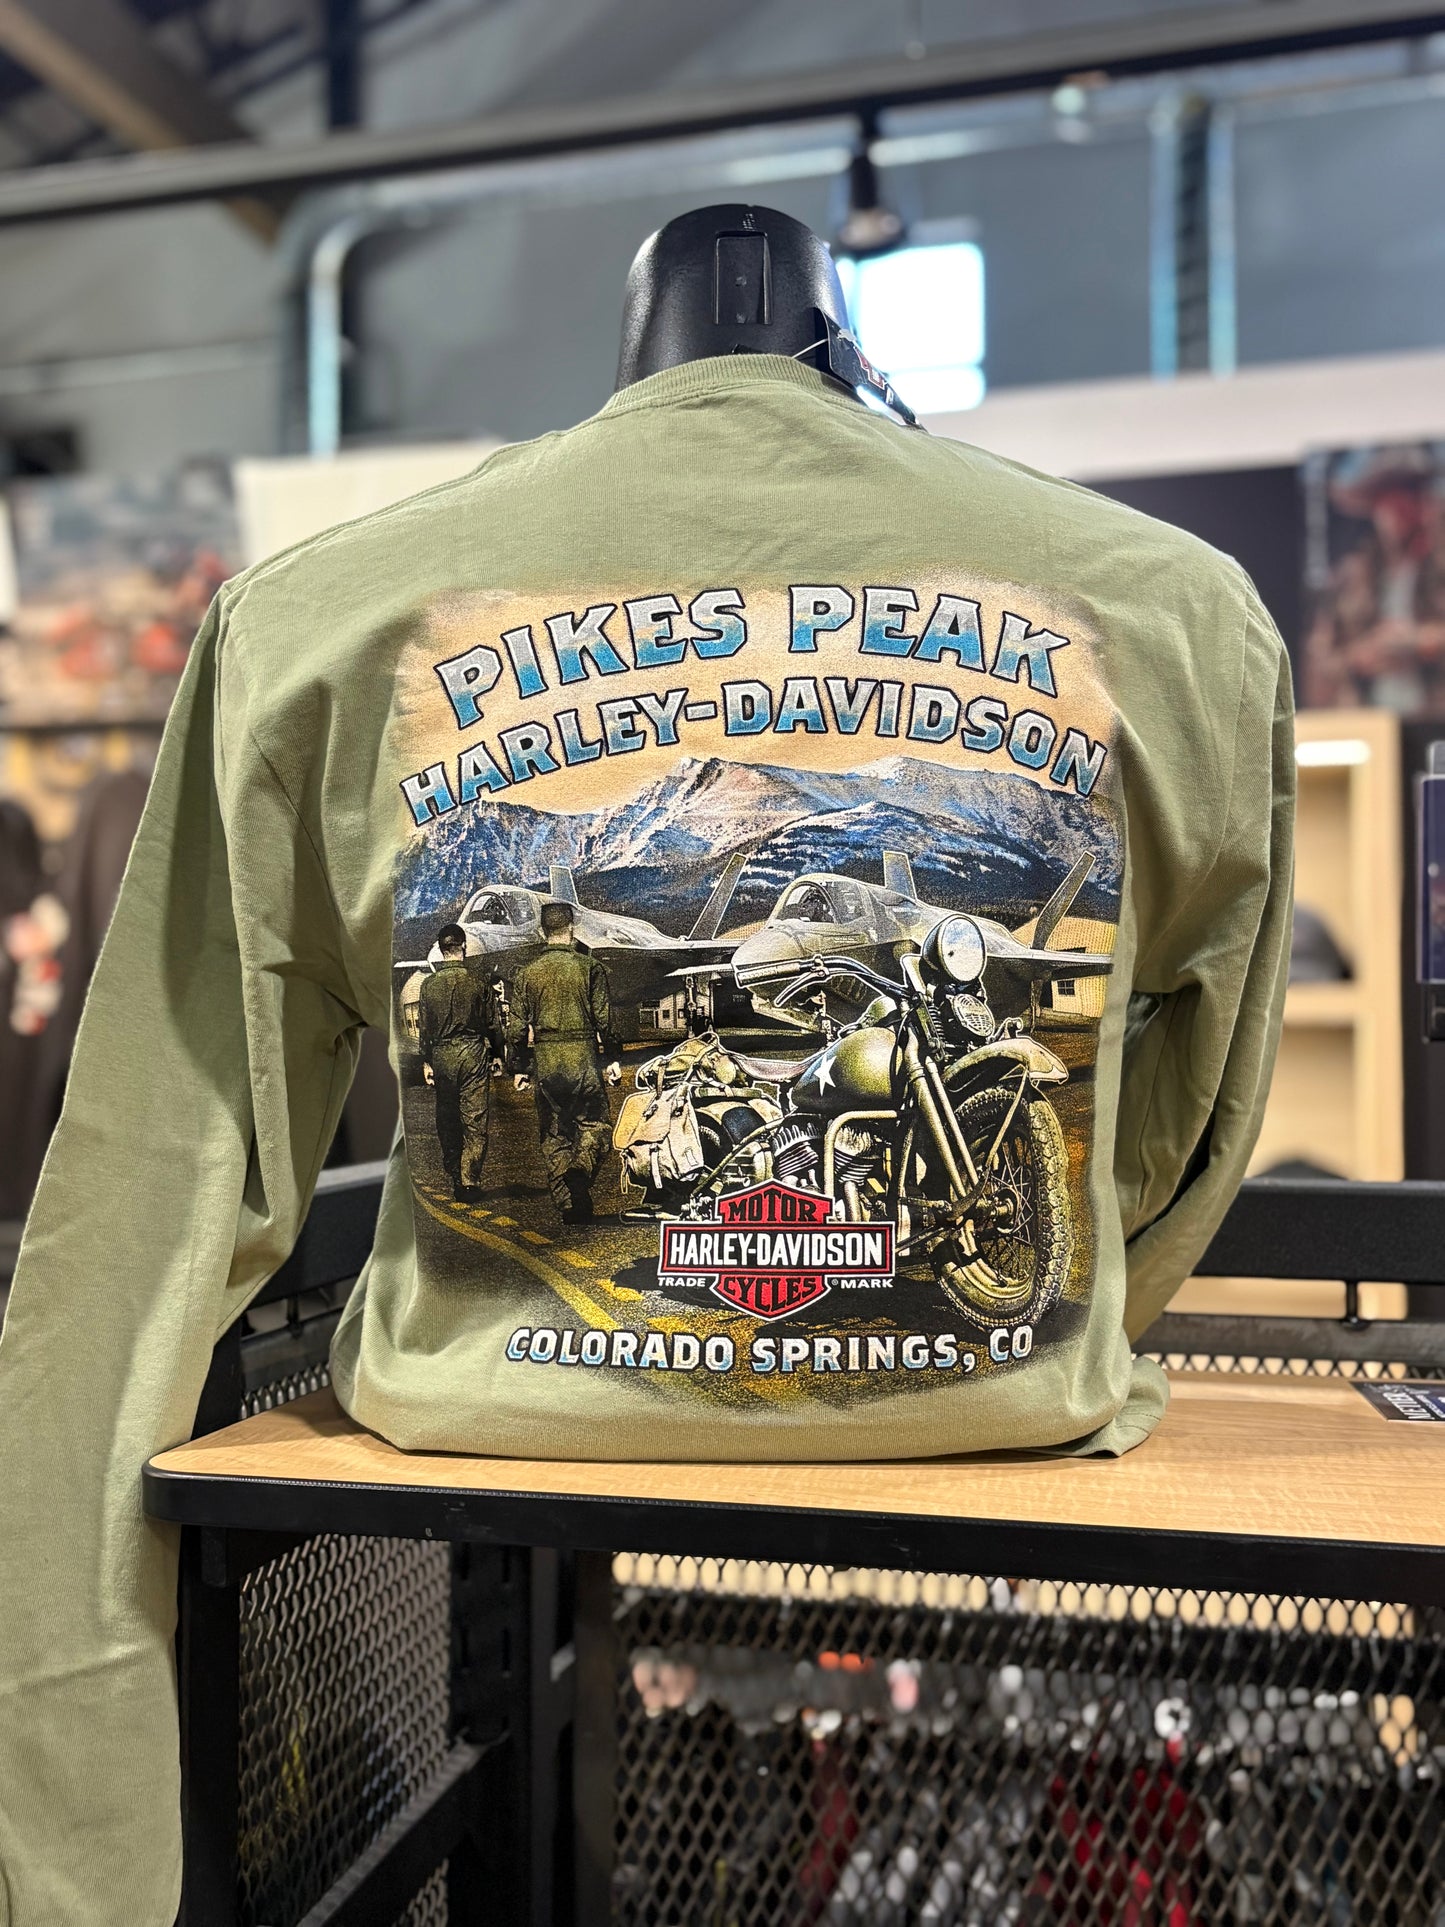 PIKES PEAK
HARLEY-DAVIDSON
MOTOR
HARLEY-DAVIDSON
TRADE ® MARK
CYCLES
COLORADO SPRINGS, CO